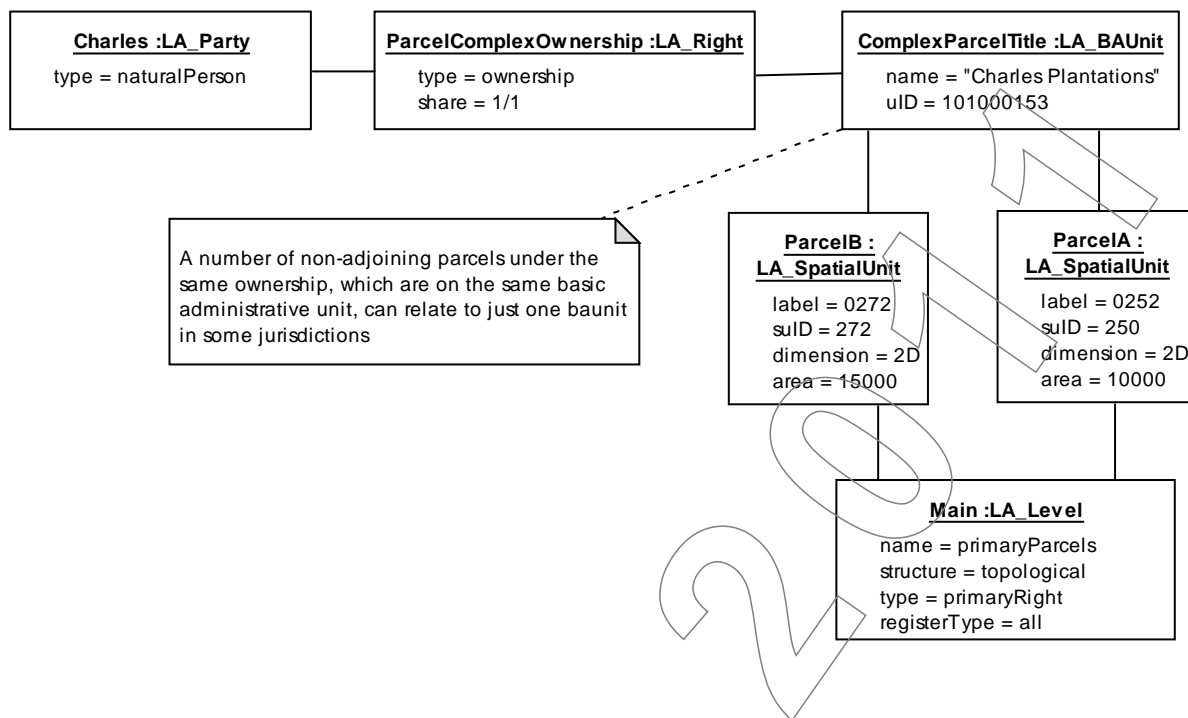 Charles :LA_Party
type = naturalPerson
ParcelComplexOwnership :LA_Right
type = ownership
share = 1/1
ComplexParcelTitle :LA_BAUnit
name = "Charles Plantations"
uID = 101000153
A number of non-adjoining parcels under the
same ownership, which are on the same basic
administrative unit, can relate to just one baunit
in some jurisdictions
ParcelB :
LA_SpatialUnit
label = 0272
suID = 272
dimension = 2D
area = 15000
ParcelA :
LA_SpatialUnit
label = 0252
suID = 250
dimension = 2D
area = 10000
Main :LA_Level
name = primaryParcels
structure = topological
type = primaryRight
registerType = all
2011